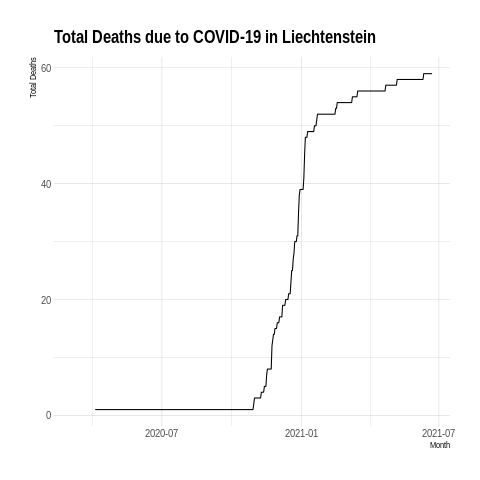 Total Deaths due to COVID-19 in Liechtenstein
Total Deaths
60
40
20
0
2020-07
2021-01
2021-07
Month